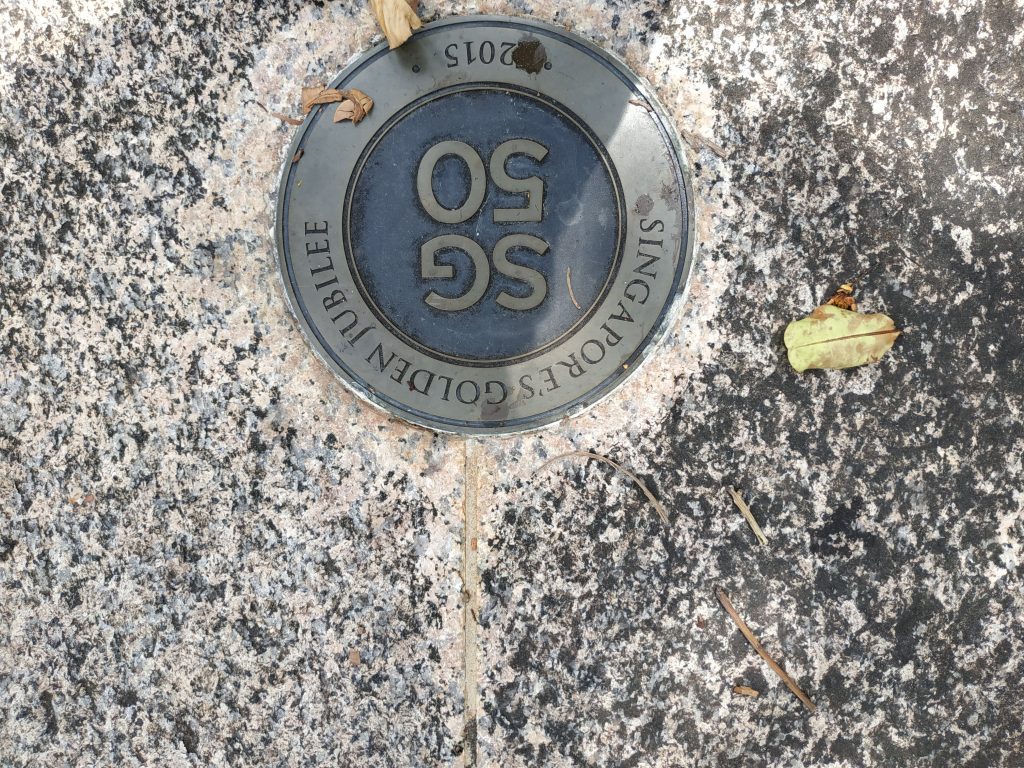 SINGAPORE'S GOLDEN JUBILEE
SG
50
• 2015 •